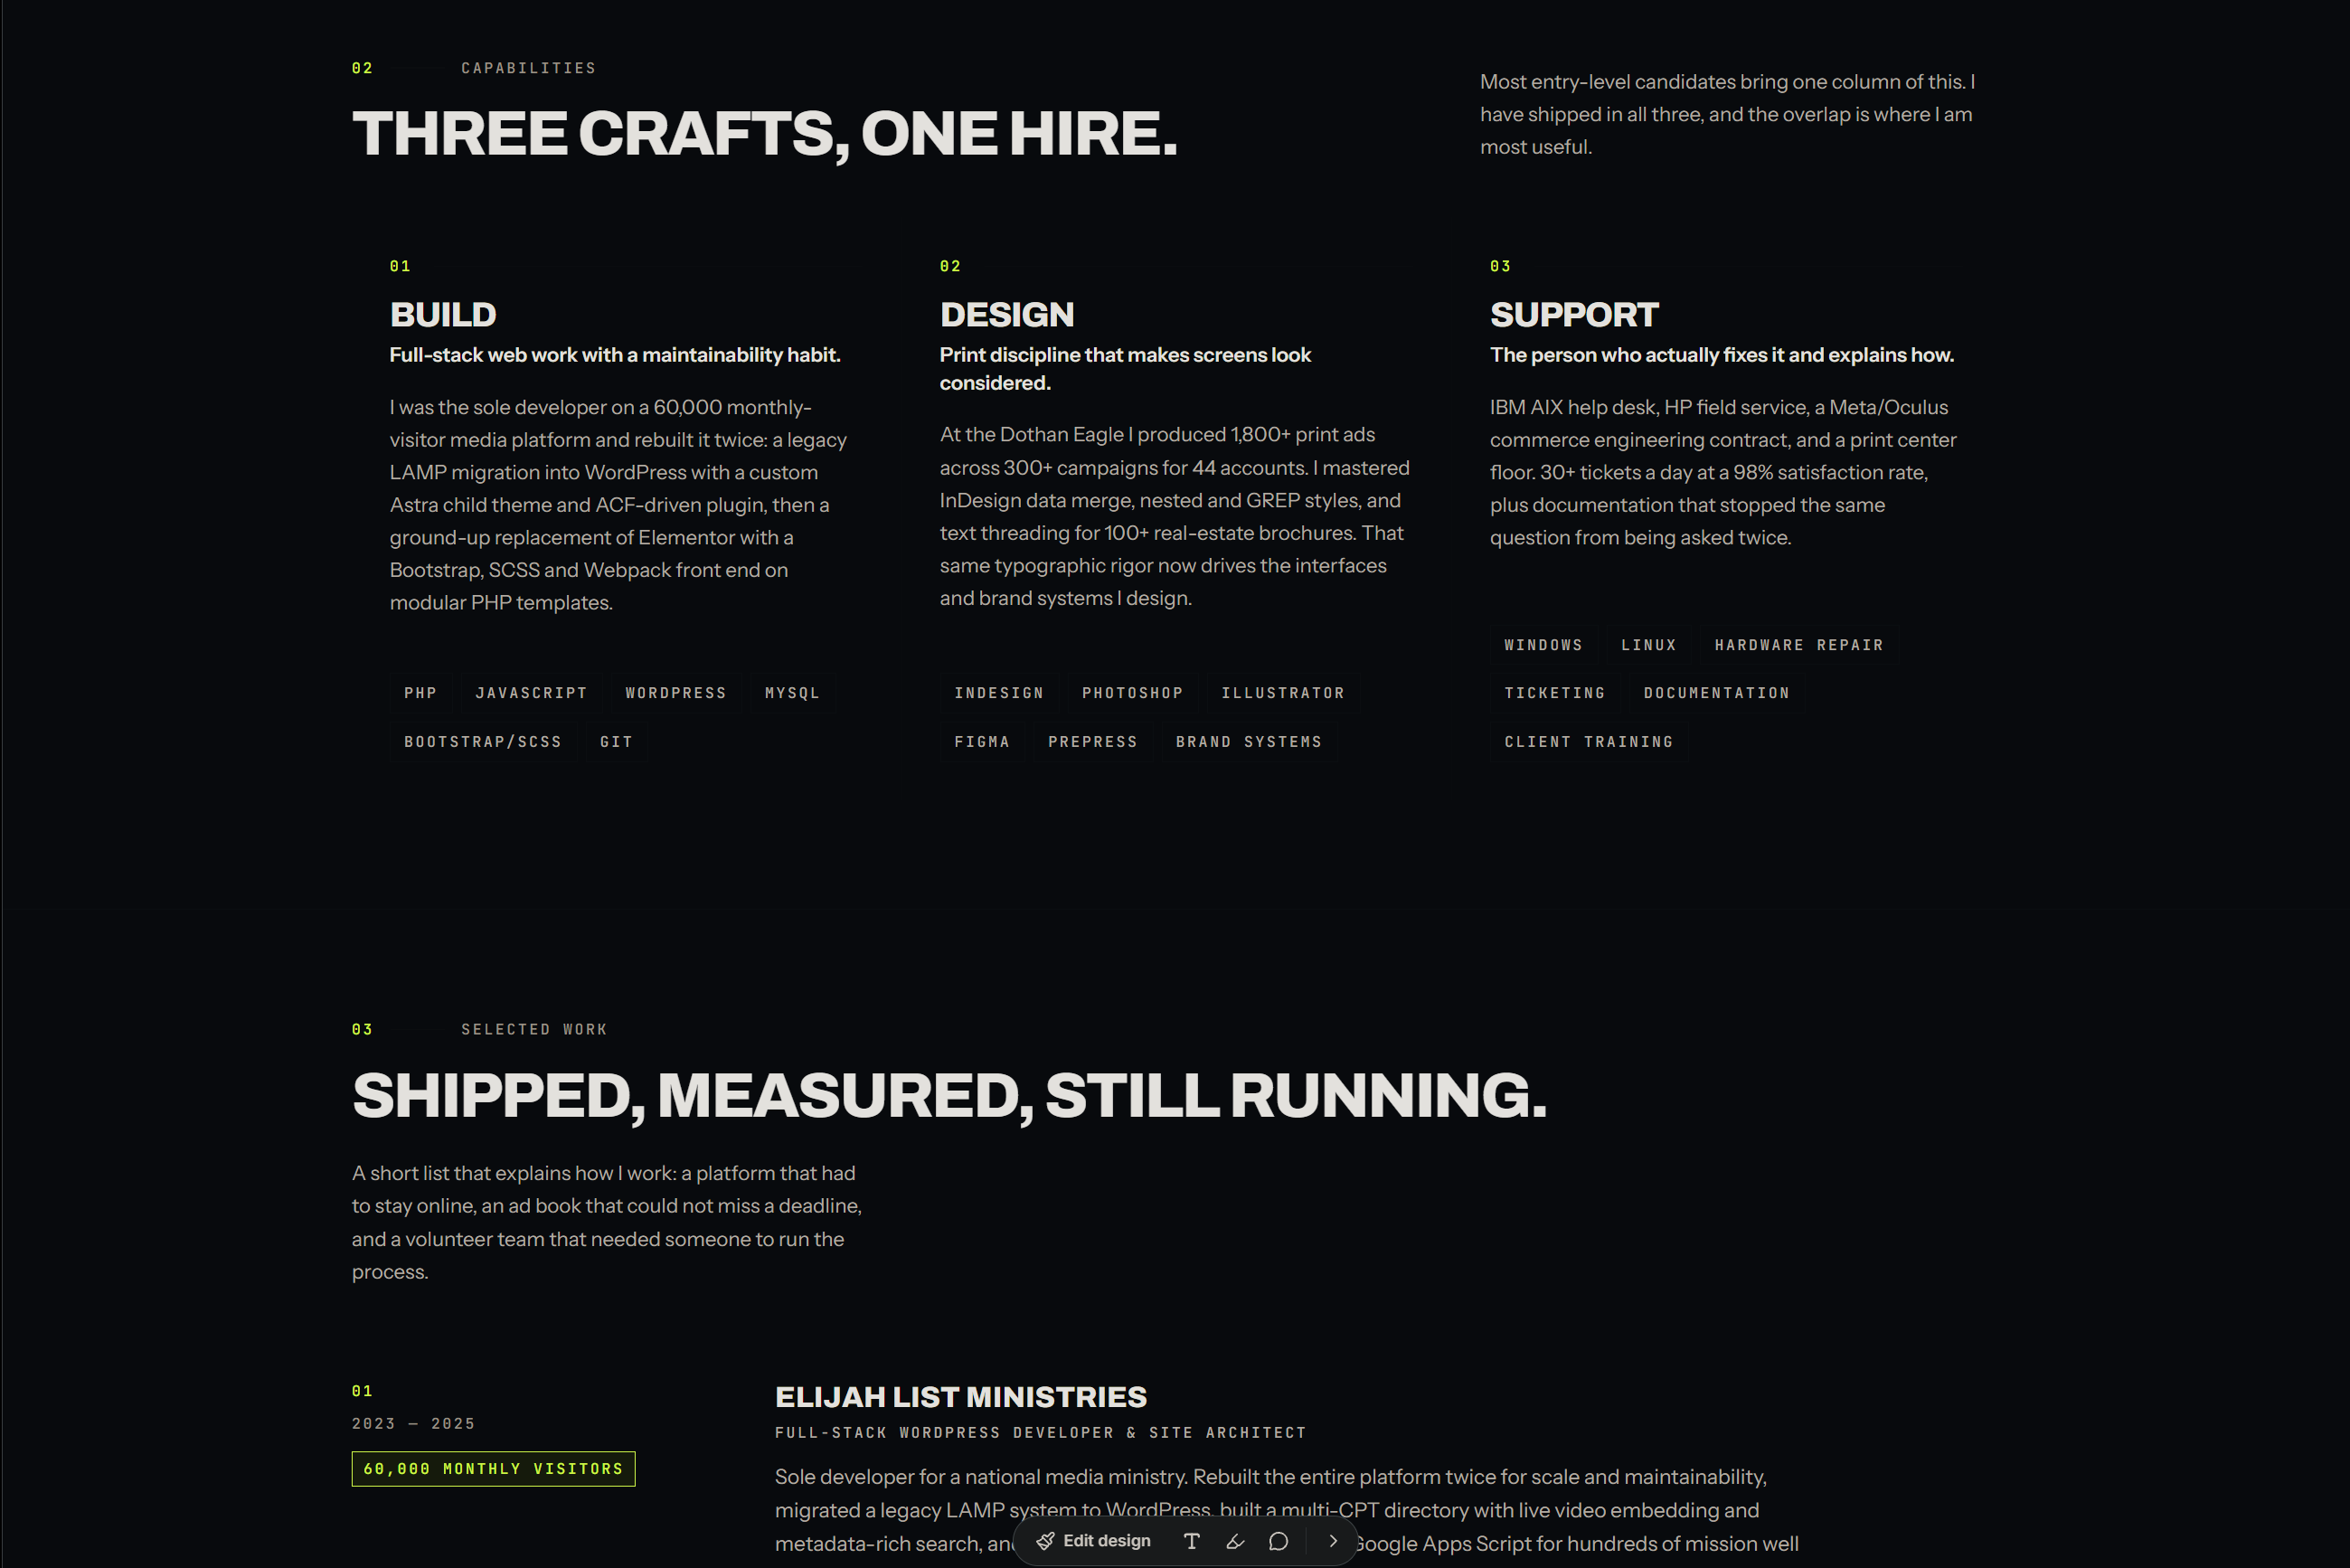 02 CAPABILITIES
THREE CRAFTS, ONE HIRE.
Most entry-level candidates bring one column of this. I
have shipped in all three, and the overlap is where I am
most useful.
01
BUILD
Full-stack web work with a maintainability habit.
I was the sole developer on a 60,000 monthly-
visitor media platform and rebuilt it twice: a legacy
LAMP migration into WordPress with a custom
Astra child theme and ACF-driven plugin, then a
ground-up replacement of Elementor with a
Bootstrap, SCSS and Webpack front end on
modular PHP templates.
PHP JAVASCRIPT WORDPRESS MYSQL
BOOTSTRAP/SCSS GIT
02
DESIGN
Print discipline that makes screens look
considered.
At the Dothan Eagle I produced 1,800+ print ads
across 300+ campaigns for 44 accounts. I mastered
InDesign data merge, nested and GREP styles, and
text threading for 100+ real-estate brochures. That
same typographic rigor now drives the interfaces
and brand systems I design.
INDESIGN PHOTOSHOP ILLUSTRATOR
FIGMA PREPRESS BRAND SYSTEMS
03
SUPPORT
The person who actually fixes it and explains how.
IBM AIX help desk, HP field service, a Meta/Oculus
commerce engineering contract, and a print center
floor. 30+ tickets a day at a 98% satisfaction rate,
plus documentation that stopped the same
question from being asked twice.
WINDOWS LINUX HARDWARE REPAIR
TICKETING DOCUMENTATION
CLIENT TRAINING
03 SELECTED WORK
SHIPPED, MEASURED, STILL RUNNING.
A short list that explains how I work: a platform that had
to stay online, an ad book that could not miss a deadline,
and a volunteer team that needed someone to run the
process.
01
2023 — 2025
60,000 MONTHLY VISITORS
ELIJAH LIST MINISTRIES
FULL-STACK WORDPRESS DEVELOPER & SITE ARCHITECT
Sole developer for a national media ministry. Rebuilt the entire platform twice for scale and maintainability,
migrated a legacy LAMP system to WordPress, built a multi-CPT directory with live video embedding and
metadata-rich search, Google Apps Script for hundreds of mission well
Edit design